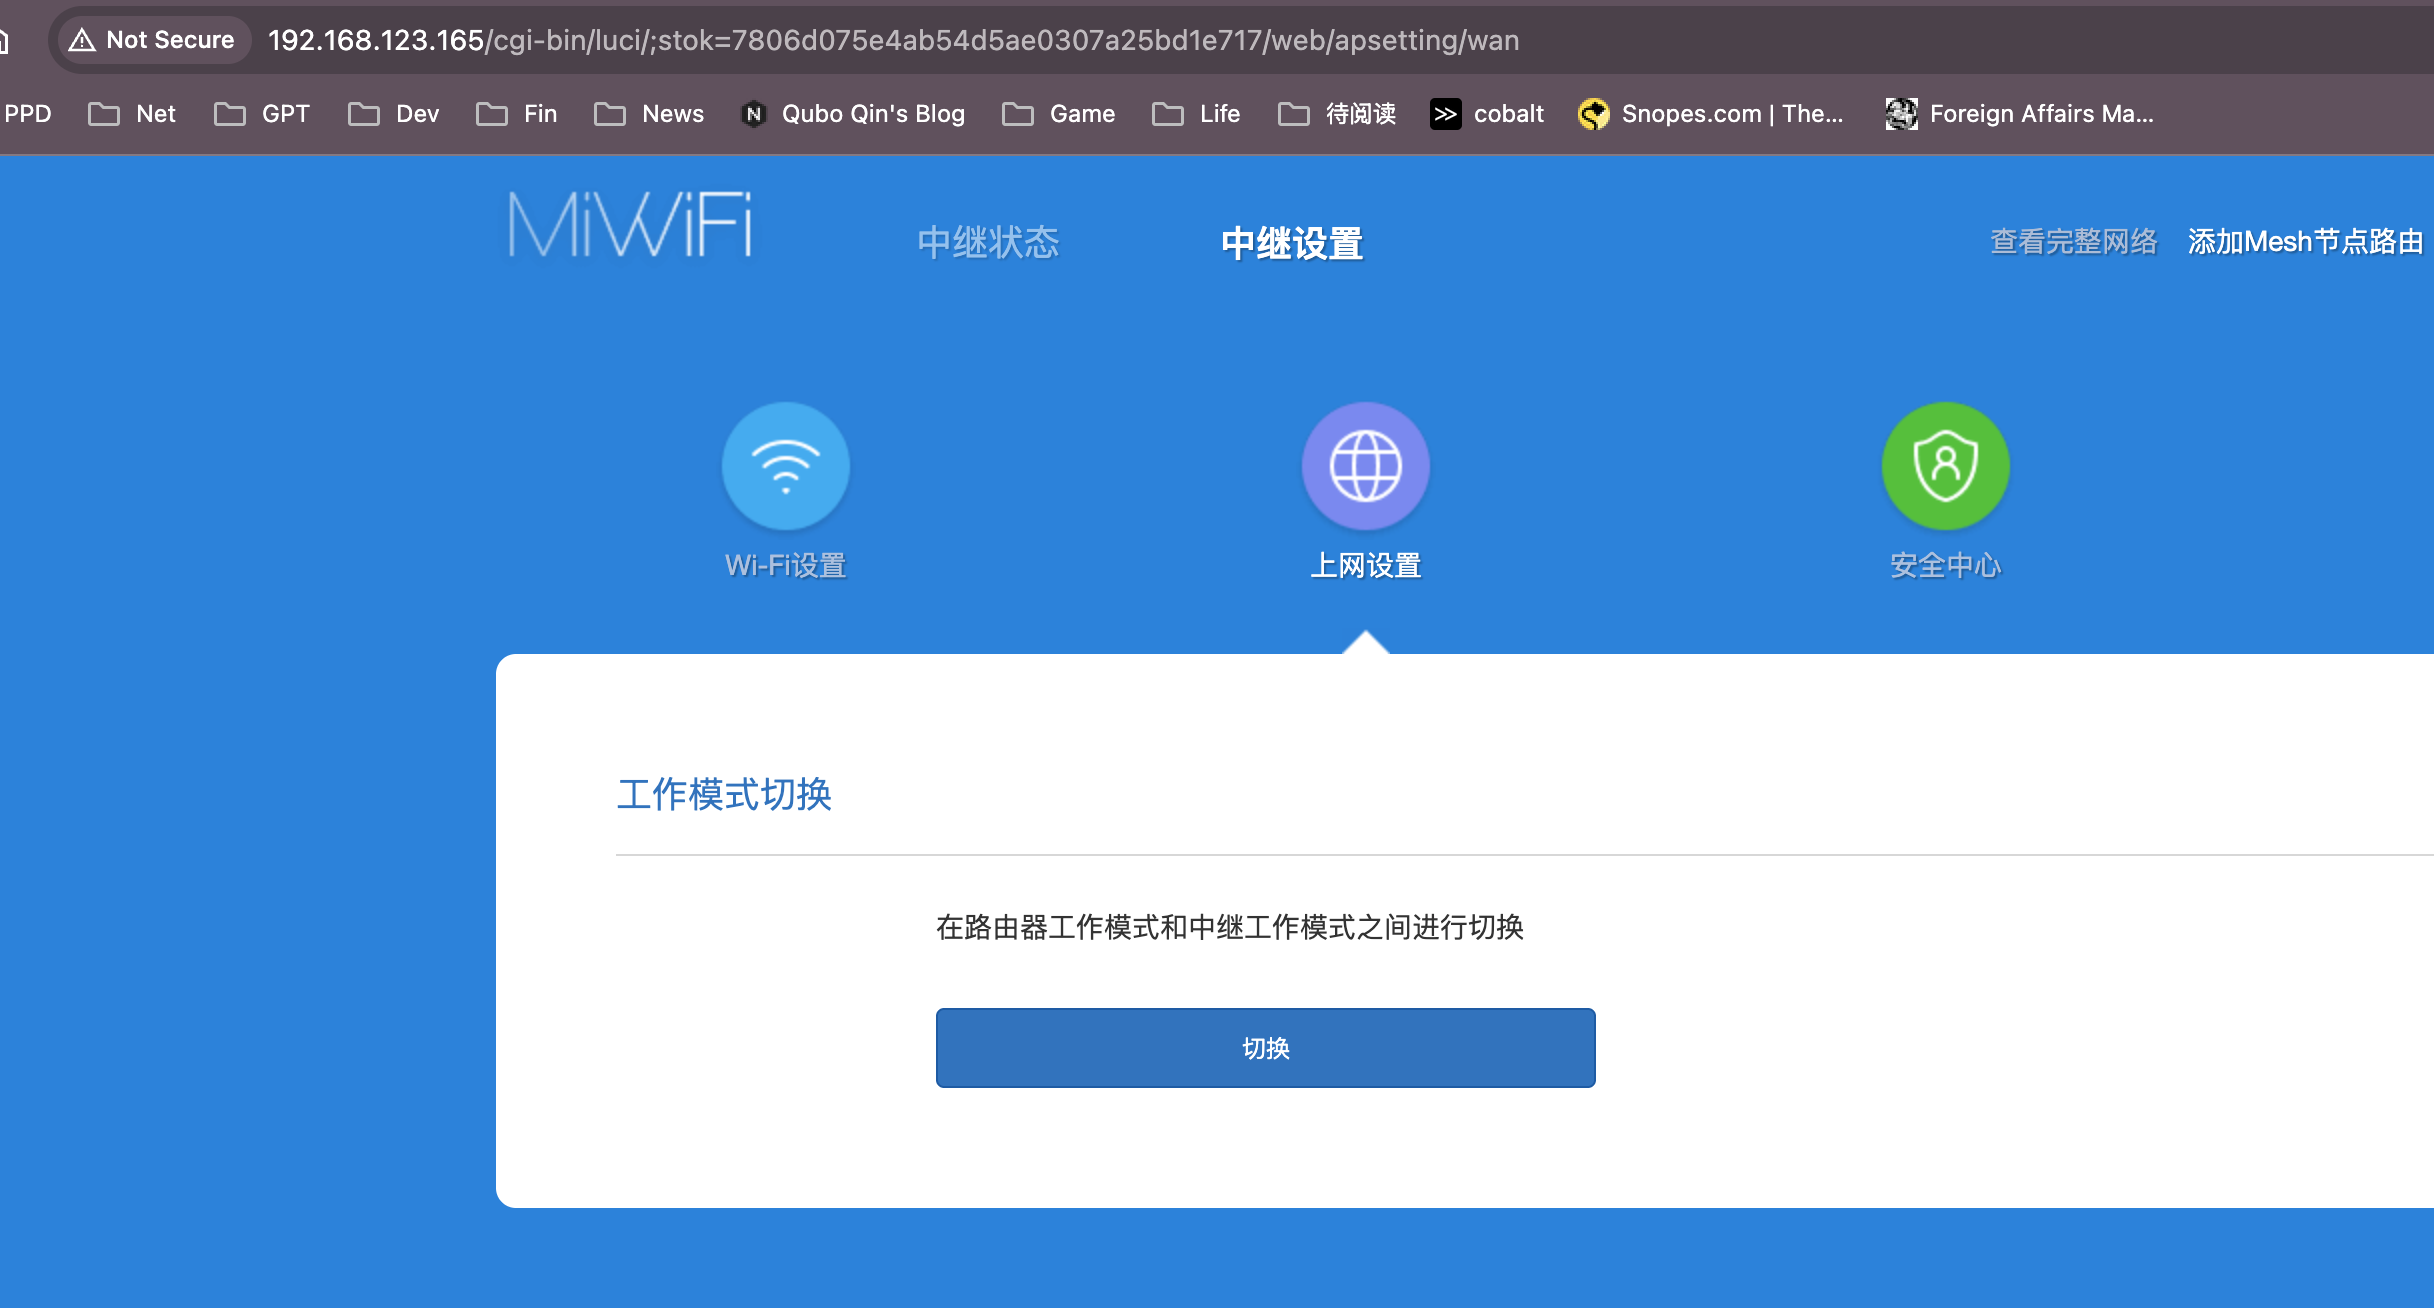 Not Secure 192.168.123.165/cgi-bin/luci/;stok=7806d075e4ab54d5ae0307a25bd1e717/web/apsetting/wan
PPD Net GPT Dev Fin News Qubo Qin's Blog Game Life 待阅读 cobalt Snopes.com | The... Foreign Affairs Ma...
MiWiFi 中继状态 中继设置 查看完整网络 添加Mesh节点路由
Wi-Fi设置 上网设置 安全中心
工作模式切换
在路由器工作模式和中继工作模式之间进行切换
切换